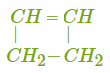 CH = CH
| |
CH₂ – CH₂